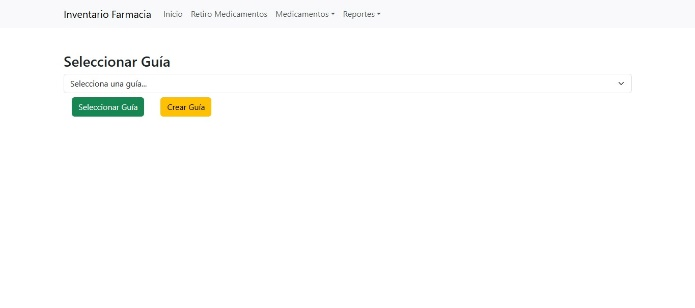 Inventario Farmacia Inicio Retiro Medicamentos Medicamentos Reportes
Seleccionar Guía
Selecciona una guía...
Seleccionar Guía Crear Guía